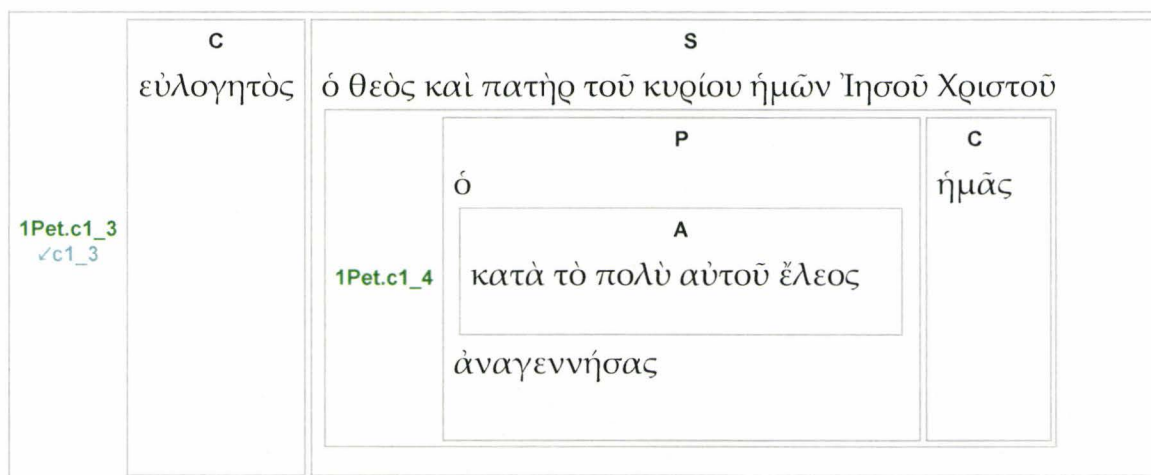 C
S
εὐλογητὸς
ὁ θεὸς καὶ πατὴρ τοῦ κυρίου ἡμῶν Ἰησοῦ Χριστοῦ
P
C
ὁ
ἡμᾶς
1Pet.c1_3
A
✓c1_3
1Pet.c1_4
κατὰ τὸ πολὺ αὐτοῦ ἔλεος
ἀναγεννήσας